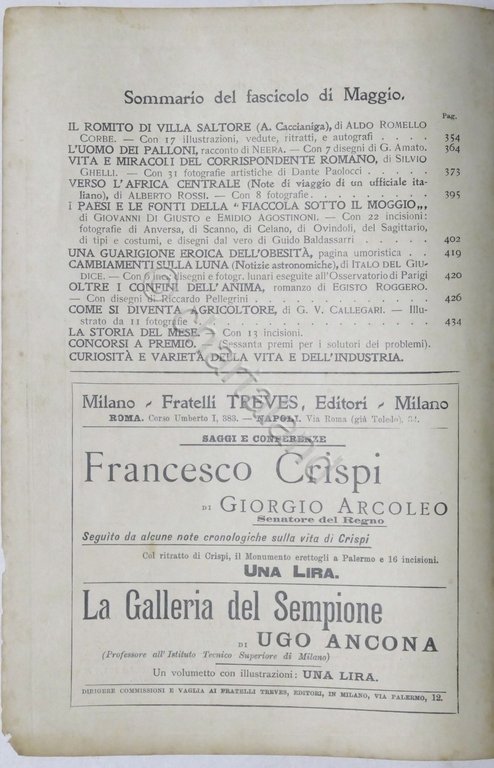 Sommario del fascicolo di Maggio.
Pag.
IL ROMITO DI VILLA SALTORE (A. Caccianiga), di ALDO ROMELLO
CORBE. — Con 17 illustrazioni, vedute, ritratti, e autografi . . . . 354
L'UOMO DEI PALLONI, racconto di NEERA. — Con 7 disegni di G. Amato. 364
VITA E MIRACOLI DEL CORRISPONDENTE ROMANO, di SILVIO
GHELLI. — Con 31 fotografie artistiche di Dante Paolocci . . . . 373
VERSO L'AFRICA CENTRALE (Note di viaggio di un ufficiale ita-
liano), di ALBERTO ROSSI. — Con 8 fotografie . . . . 395
I PAESI E LE FONTI DELLA "FIACCOLA SOTTO IL MOGGIO„,
di GIOVANNI DI GIUSTO e EMIDIO AGOSTINONI. — Con 22 incisioni:
fotografie di Anversa, di Scanno, di Celano, di Ovindoli, del Sagittario,
di tipi e costumi, e disegni dal vero di Guido Baldassarri . . . . 402
UNA GUARIGIONE EROICA DELL'OBESITÀ, pagina umoristica . . 419
CAMBIAMENTI SULLA LUNA (Notizie astronomiche), di ITALO DEL GIU-
DICE. — Con 6 inci disegni e fotogr. lunari eseguite all'Osservatorio di Parigi 420
OLTRE I CONFINI DELL'ANIMA, romanzo di EGISTO ROGGERO.
— Con disegni di Riccardo Pellegrini . . . . 426
COME SI DIVENTA AGRICOLTORE, di G. V. CALLEGARI. — Illu-
strato da 11 fotografie . . . . 434
LA STORIA DEL MESE. — Con 13 incisioni.
CONCORSI A PREMIO. — (Sessanta premi per i solutori dei problemi).
CURIOSITÀ E VARIETÀ DELLA VITA E DELL'INDUSTRIA.
Milano - Fratelli TREVES, Editori - Milano
ROMA. Corso Umberto I, 383. — NAPOLI. Via Roma (già Toledo), 34.
SAGGI E CONFERENZE
Francesco Crispi
DI GIORGIO ARCOLEO
Senatore del Regno
Seguito da alcune note cronologiche sulla vita di Crispi
Col ritratto di Crispi, il Monumento erettogli a Palermo e 16 incisioni.
UNA LIRA.
La Galleria del Sempione
DI UGO ANCONA
(Professore all'Istituto Tecnico Superiore di Milano)
Un volumetto con illustrazioni: UNA LIRA.
DIRIGERE COMMISSIONI E VAGLIA AI FRATELLI TREVES, EDITORI, IN MILANO, VIA PALERMO, 12.